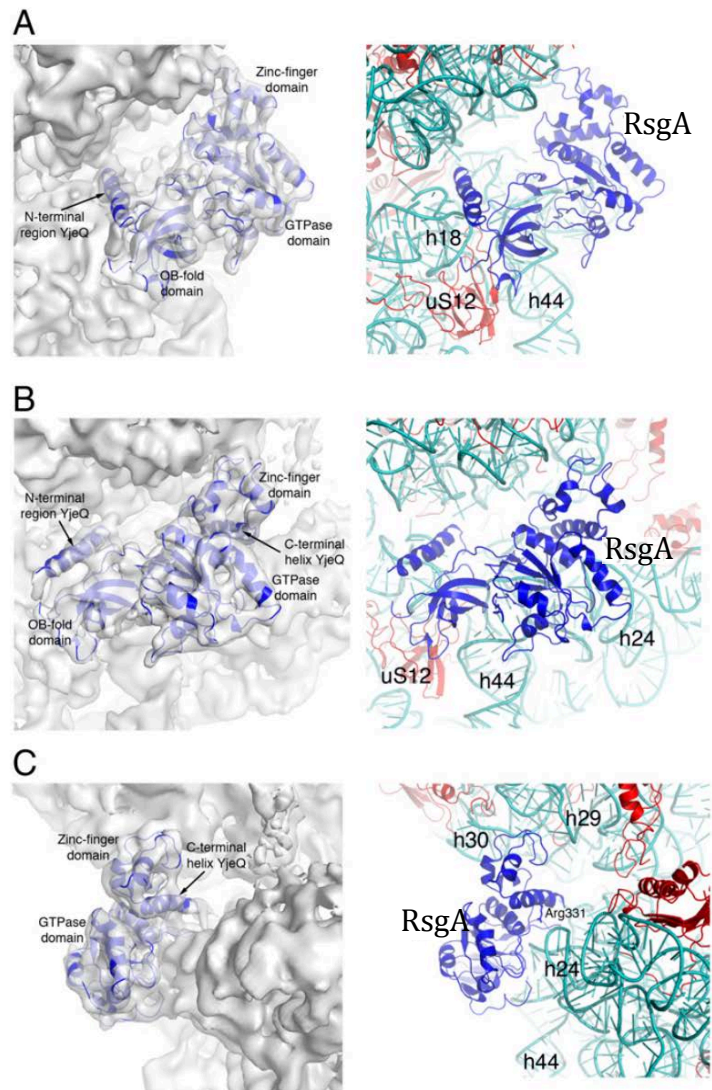 A
Zinc-finger
domain
N-terminal
region YjeQ
GTPase
domain
OB-fold
domain
RsgA
h18
uS12
h44
B
N-terminal
region YjeQ
Zinc-finger
domain
C-terminal
helix YjeQ
GTPase
domain
OB-fold
domain
RsgA
h24
uS12
h44
C
Zinc-finger
domain
C-terminal
helix YjeQ
GTPase
domain
h29
h30
RsgA
Arg331
h24
h44